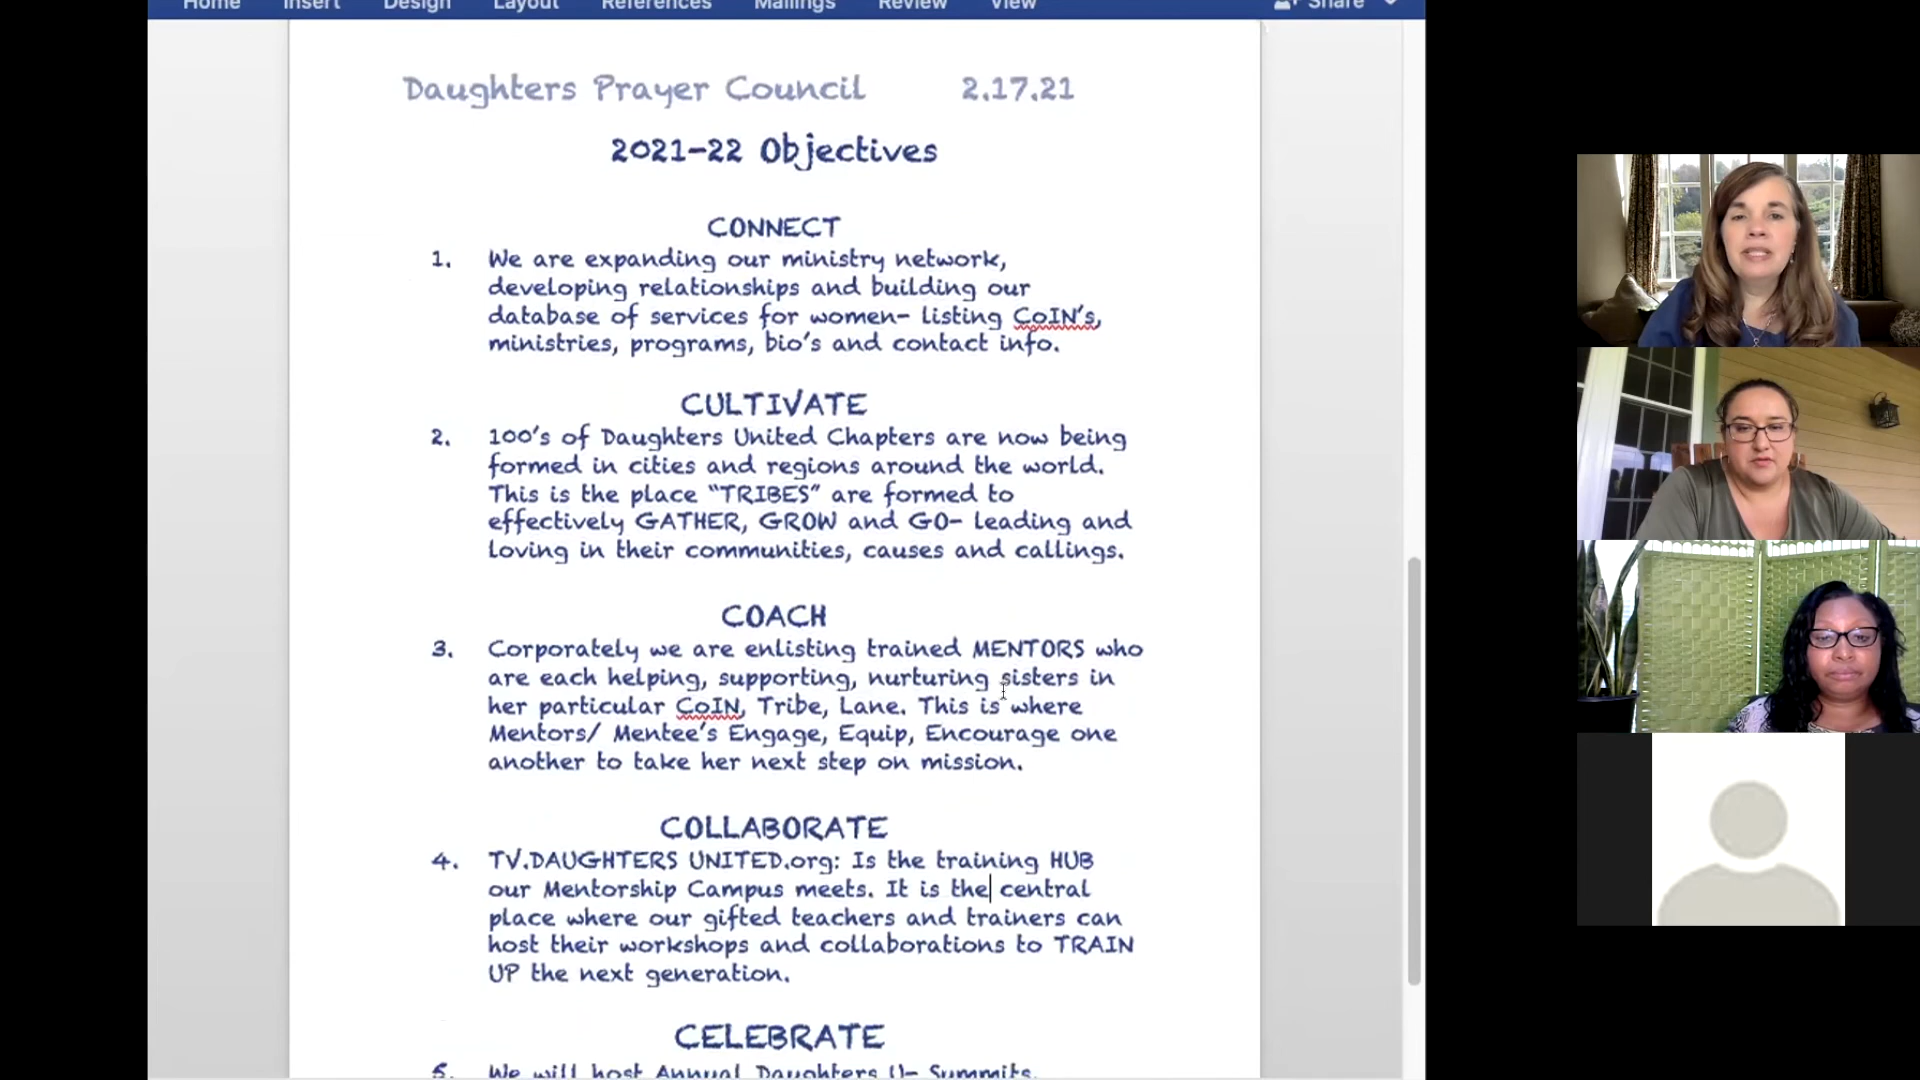 Home Insert Design Layout References Mailings Review View Share
Daughters Prayer Council 2.17.21
2021-22 Objectives
CONNECT
1. We are expanding our ministry network,
developing relationships and building our
database of services for women- listing CoIN's,
ministries, programs, bio's and contact info.
CULTIVATE
2. 100's of Daughters United Chapters are now being
formed in cities and regions around the world.
This is the place "TRIBES" are formed to
effectively GATHER, GROW and GO- leading and
loving in their communities, causes and callings.
COACH
3. Corporately we are enlisting trained MENTORS who
are each helping, supporting, nurturing sisters in
her particular CoIN, Tribe, Lane. This is where
Mentors/ Mentee's Engage, Equip, Encourage one
another to take her next step on mission.
COLLABORATE
4. TV.DAUGHTERS UNITED.org: Is the training HUB
our Mentorship Campus meets. It is the central
place where our gifted teachers and trainers can
host their workshops and collaborations to TRAIN
UP the next generation.
CELEBRATE
5. We will host Annual Daughters U- Summits,